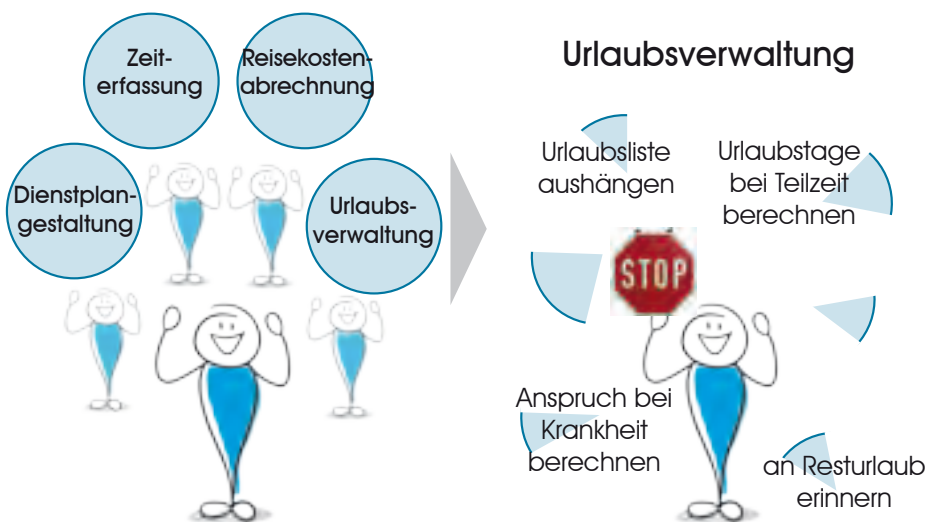 Zeit-
erfassung
Reisekosten-
abrechnung
Dienstplan-
gestaltung
Urlaubs-
verwaltung
Urlaubsverwaltung
Urlaubsliste
aushängen
Urlaubstage
bei Teilzeit
berechnen
STOP
Anspruch bei
Krankheit
berechnen
an Resturlaub
erinnern